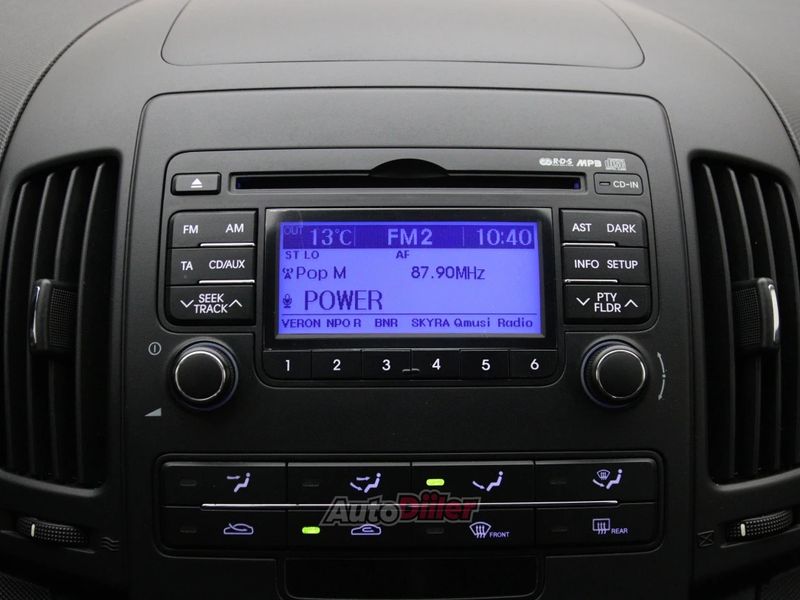 R·D·S MP3
CD-IN
FM AM
TA CD/AUX
SEEK
TRACK
OUT 13°C FM2 10:40
ST LO AF
Pop M 87.90MHz
POWER
VERON NPO R BNR SKYRA Qmusi Radio
AST DARK
INFO SETUP
PTY
FLDR
1 2 3 4 5 6
AutoDiler
FRONT
REAR